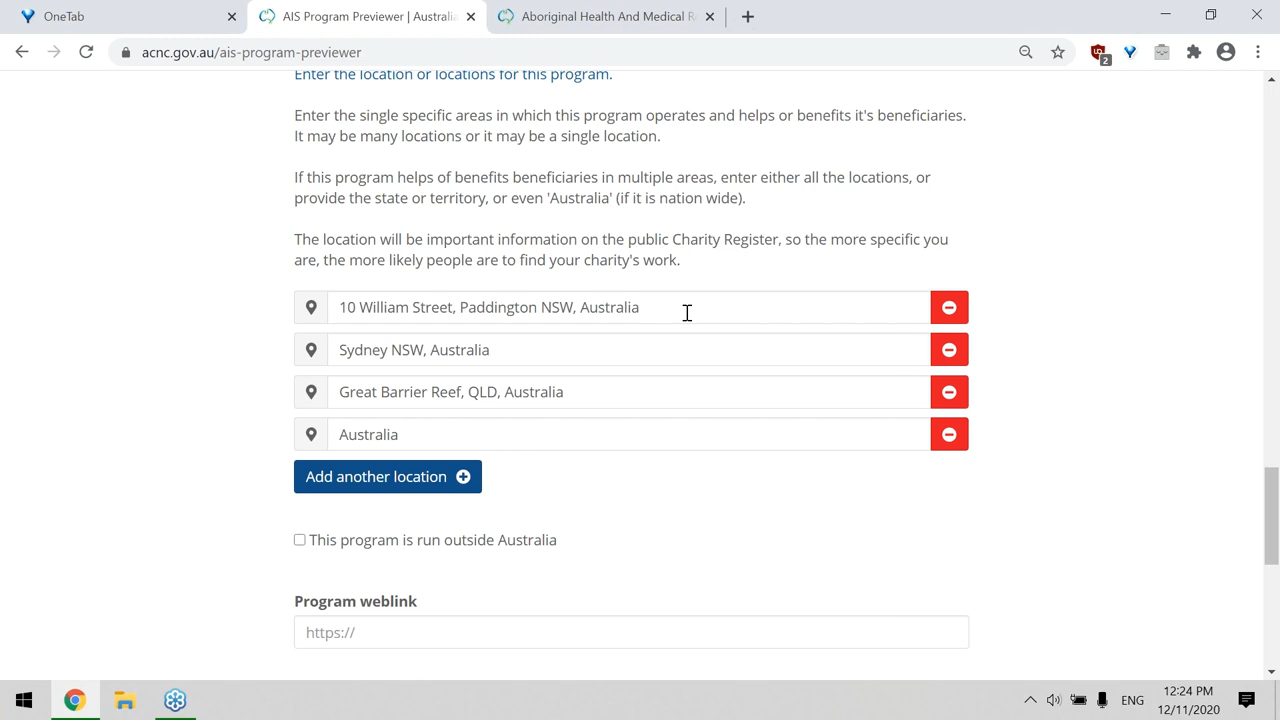 OneTab
AIS Program Previewer | Australia
Aboriginal Health And Medical R
acnc.gov.au/ais-program-previewer
2
Enter the location or locations for this program.
Enter the single specific areas in which this program operates and helps or benefits it's beneficiaries.
It may be many locations or it may be a single location.
If this program helps of benefits beneficiaries in multiple areas, enter either all the locations, or
provide the state or territory, or even 'Australia' (if it is nation wide).
The location will be important information on the public Charity Register, so the more specific you
are, the more likely people are to find your charity's work.
10 William Street, Paddington NSW, Australia
Sydney NSW, Australia
Great Barrier Reef, QLD, Australia
Australia
Add another location
This program is run outside Australia
Program weblink
https://
ENG
12:24 PM
12/11/2020